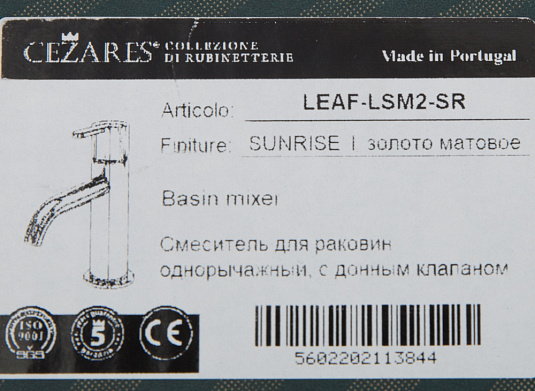 CEZARES® COLLEZIONE DI RUBINETTERIE
Made in Portugal
Articolo: LEAF-LSM2-SR
Finiture: SUNRISE | золото матовое
Basin mixer
Смеситель для раковин
однорычажный, с донным клапаном
ISO 9001
SGS
5
CE
5602202113844